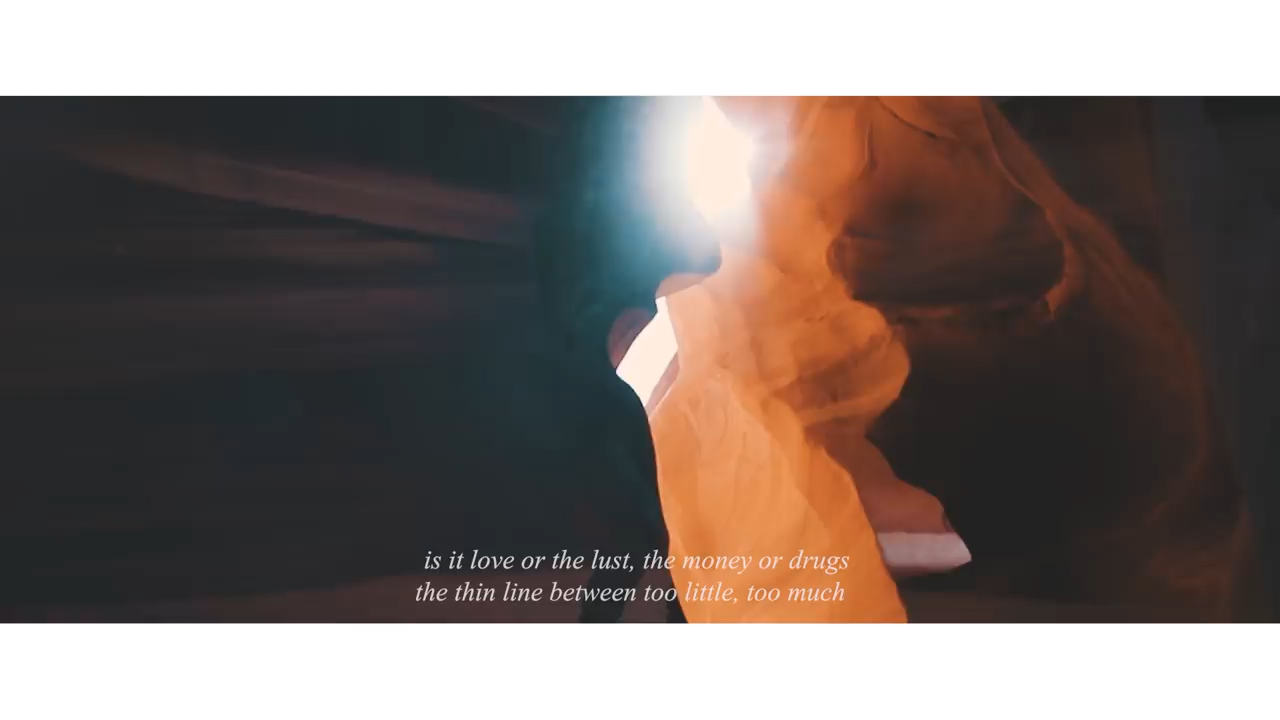 is it love or the lust, the money or drugs
the thin line between too little, too much